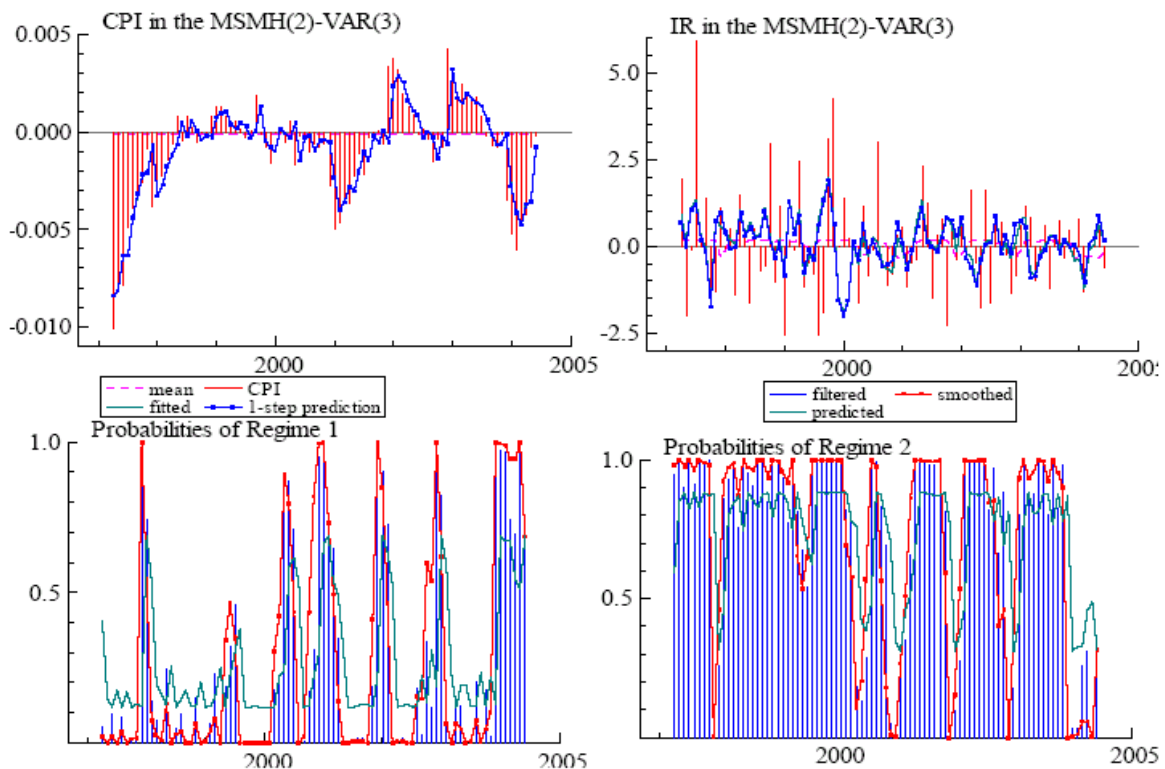 CPI in the MSMH(2)-VAR(3)
0.005
0.000
-0.005
-0.010
2000
2005
mean
CPI
fitted
1-step prediction
IR in the MSMH(2)-VAR(3)
5.0
2.5
0.0
-2.5
2000
200
filtered
smoothed
predicted
Probabilities of Regime 1
1.0
0.5
2000
2005
Probabilities of Regime 2
1.0
0.5
2000
2005